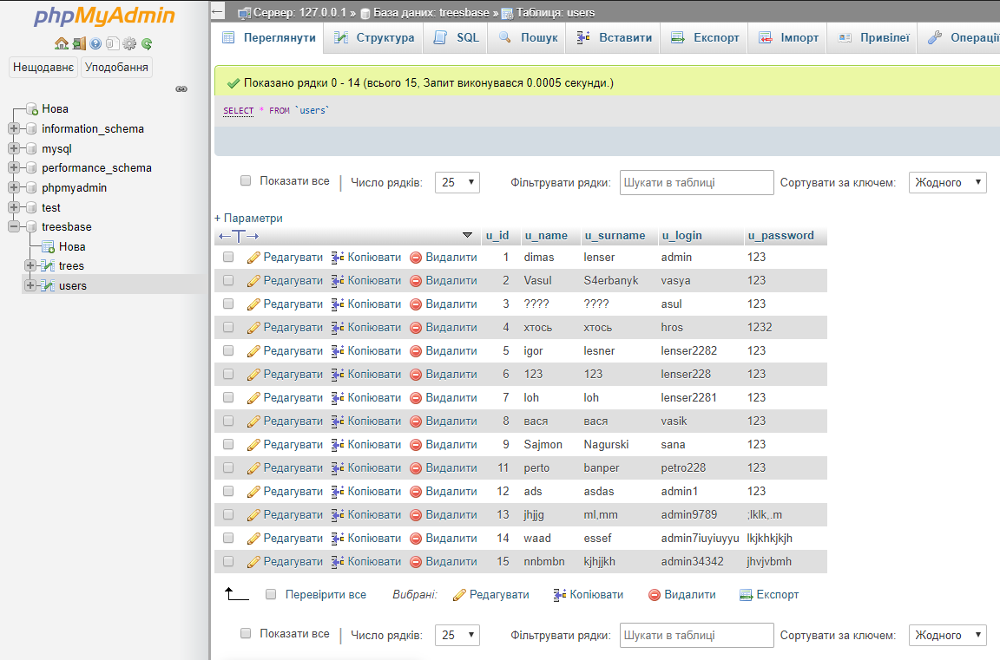 phpMyAdmin
Нещодавнє Уподобання
Нова
information_schema
mysql
performance_schema
phpmyadmin
test
treesbase
Нова
trees
users
Сервер: 127.0.0.1 » База даних: treesbase » Таблиця: users
Переглянути Структура SQL Пошук Вставити Експорт Імпорт Привілеї Операції
Показано рядки 0 - 14 (всього 15, Запит виконувався 0.0005 секунди.)
SELECT * FROM `users`
Показати все Число рядків: 25 Фільтрувати рядки: Шукати в таблиці Сортувати за ключем: Жодного
+ Параметри
←T→ u_id u_name u_surname u_login u_password
Редагувати Копіювати Видалити 1 dimas lenser admin 123
Редагувати Копіювати Видалити 2 Vasul S4erbanyk vasya 123
Редагувати Копіювати Видалити 3 ???? ???? asul 123
Редагувати Копіювати Видалити 4 хтось хтось hros 1232
Редагувати Копіювати Видалити 5 igor lesner lenser2282 123
Редагувати Копіювати Видалити 6 123 123 lenser228 123
Редагувати Копіювати Видалити 7 loh loh lenser2281 123
Редагувати Копіювати Видалити 8 вася вася vasik 123
Редагувати Копіювати Видалити 9 Sajmon Nagurski sana 123
Редагувати Копіювати Видалити 11 perto banper petro228 123
Редагувати Копіювати Видалити 12 ads asdas admin1 123
Редагувати Копіювати Видалити 13 jhjjg ml,mm admin9789 ;lklk,.m
Редагувати Копіювати Видалити 14 waad essef admin7iuyiuyyu lkjkhkjkjh
Редагувати Копіювати Видалити 15 nnbmbn kjhjjkh admin34342 jhvjvbmh
Перевірити все Вибрані: Редагувати Копіювати Видалити Експорт
Показати все Число рядків: 25 Фільтрувати рядки: Шукати в таблиці Сортувати за ключем: Жодного